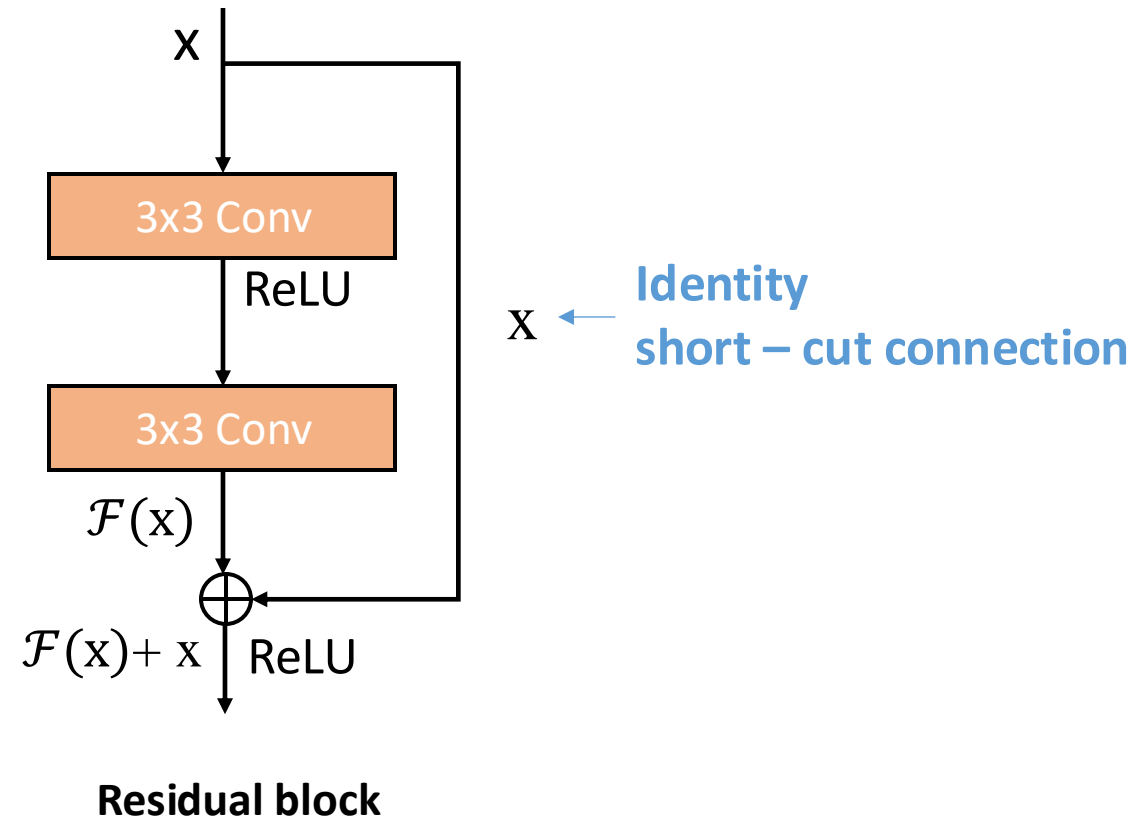 x
3x3 Conv
ReLU
x
Identity
short – cut connection
3x3 Conv
ℱ(x)
ℱ(x)+ x
ReLU
Residual block